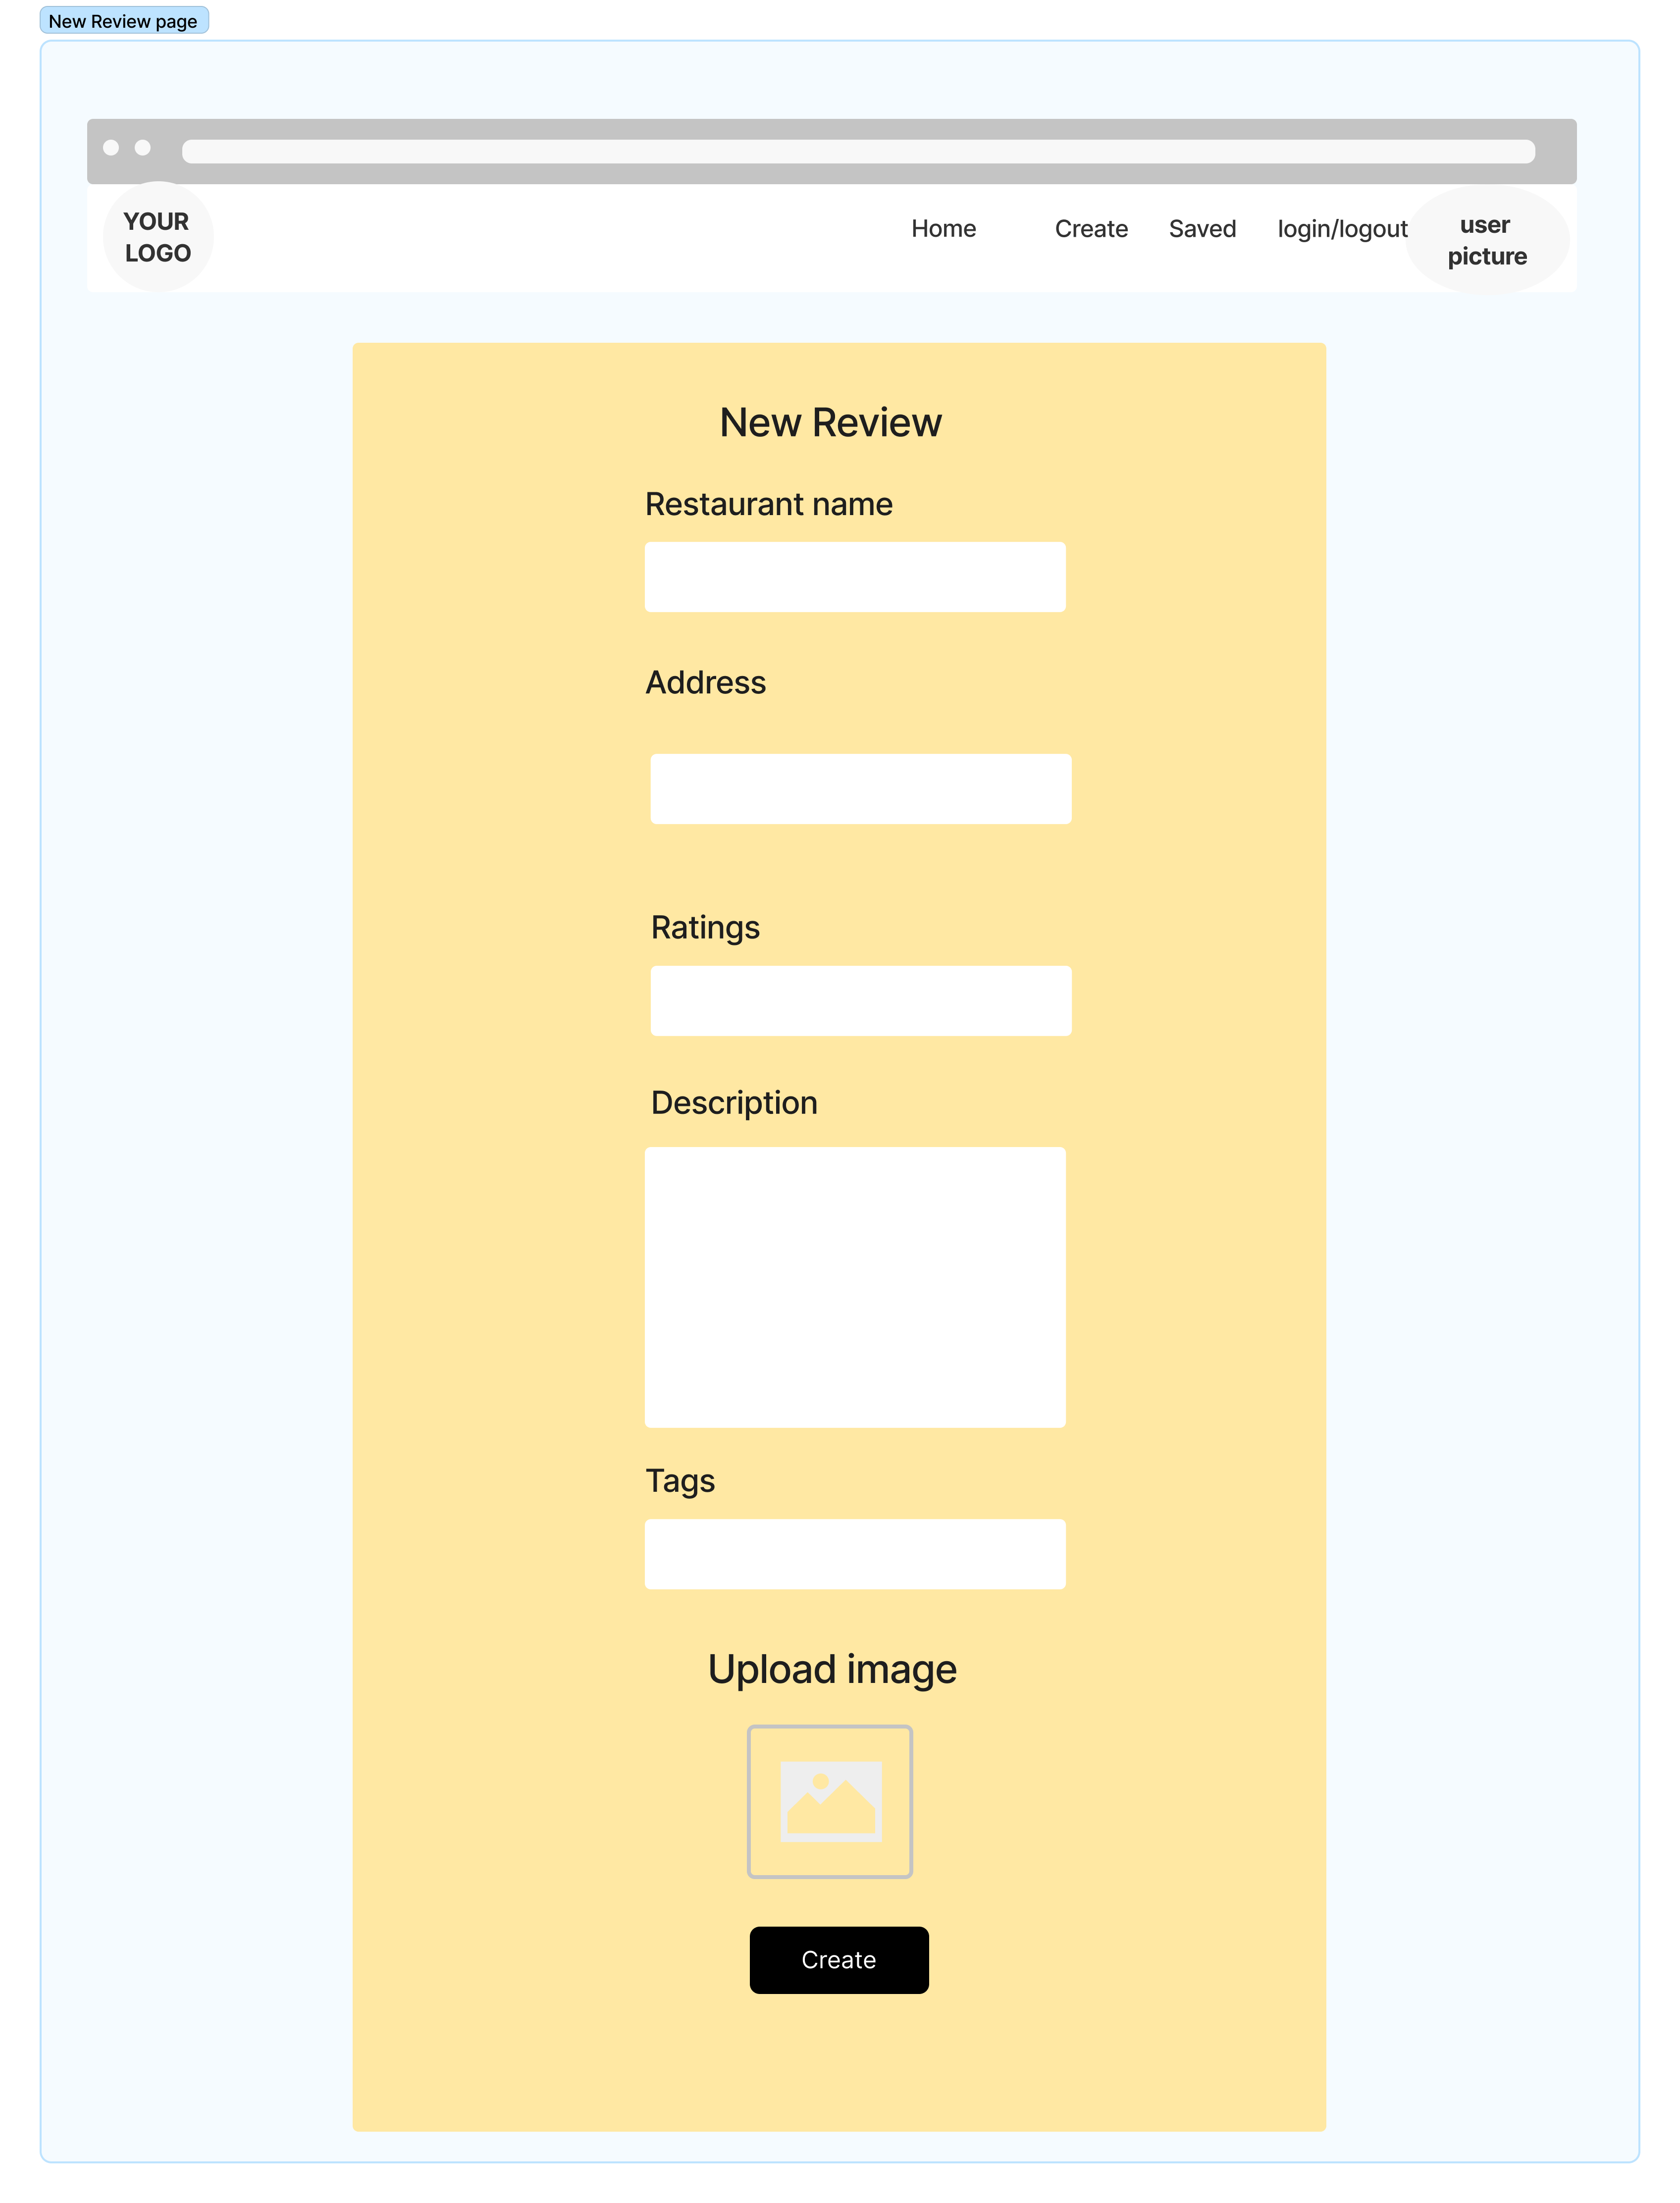 New Review page
YOUR
LOGO
Home Create Saved login/logout
user
picture
New Review
Restaurant name
Address
Ratings
Description
Tags
Upload image
Create